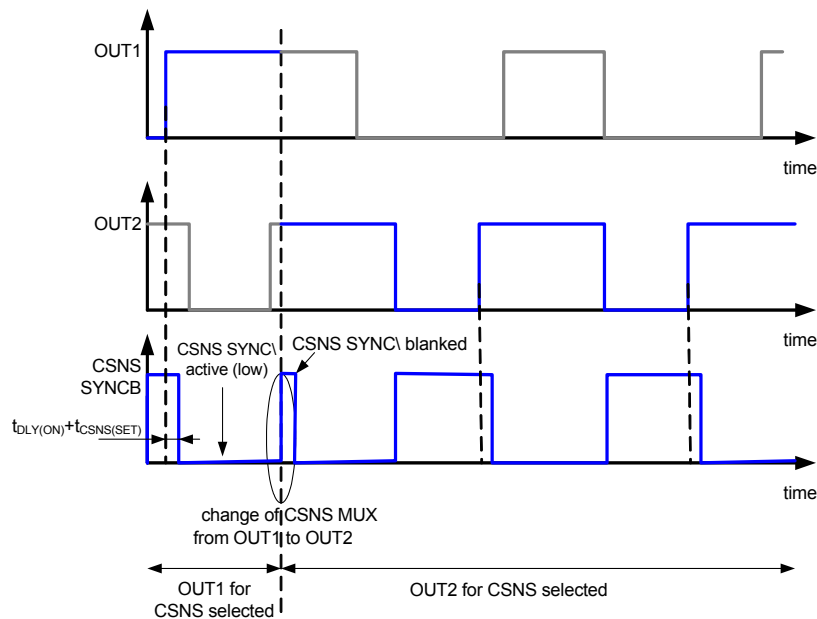 OUT1
time
OUT2
time
CSNS SYNC\ blanked
CSNS SYNC\
active (low)
CSNS
SYNCB
tDLY(ON)+tCSNS(SET)
time
change of CSNS MUX
from OUT1 to OUT2
OUT1 for
CSNS selected
OUT2 for CSNS selected